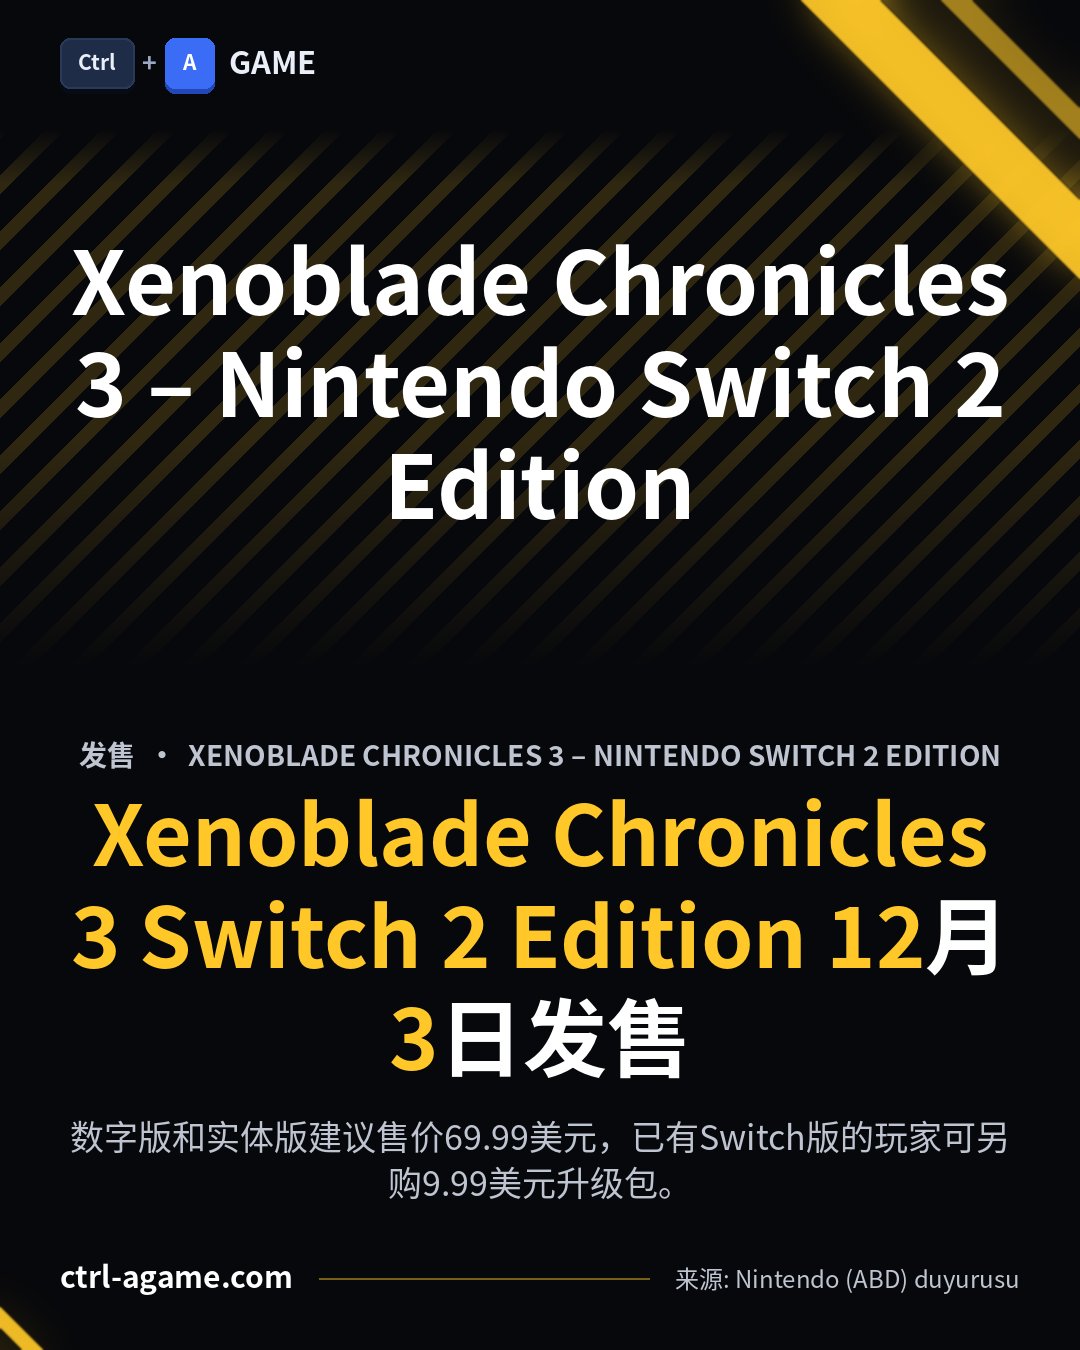 Ctrl + A GAME
Xenoblade Chronicles
3 – Nintendo Switch 2
Edition
发售 • XENOBLADE CHRONICLES 3 – NINTENDO SWITCH 2 EDITION
Xenoblade Chronicles
3 Switch 2 Edition 12月
3日发售
数字版和实体版建议售价69.99美元，已有Switch版的玩家可另
购9.99美元升级包。
ctrl-agame.com
来源: Nintendo (ABD) duyurusu